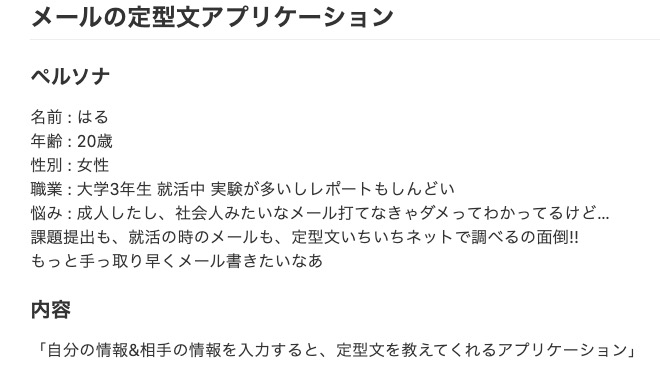 メールの定型文アプリケーション
ペルソナ
名前 : はる
年齢 : 20歳
性別 : 女性
職業 : 大学3年生 就活中 実験が多いしレポートもしんどい
悩み : 成人したし、社会人みたいなメール打てなきゃダメってわかってるけど...
課題提出も、就活の時のメールも、定型文いちいちネットで調べるの面倒!!
もっと手っ取り早くメール書きたいなあ
内容
「自分の情報&相手の情報を入力すると、定型文を教えてくれるアプリケーション」